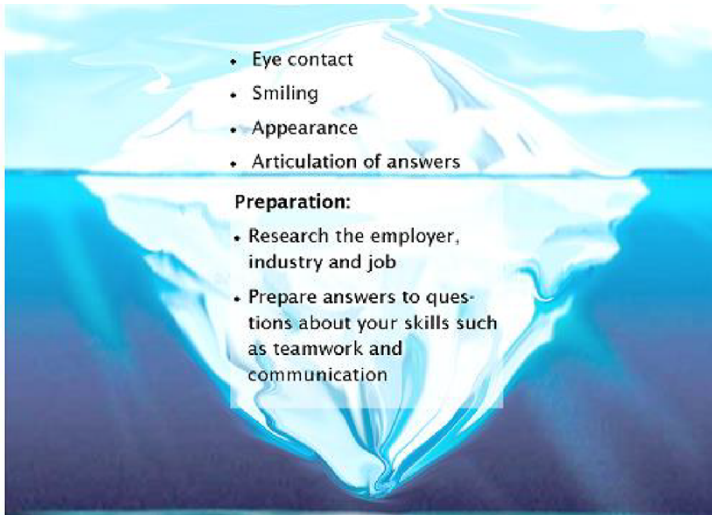 • Eye contact
• Smiling
• Appearance
• Articulation of answers
Preparation:
• Research the employer,
industry and job
• Prepare answers to ques-
tions about your skills such
as teamwork and
communication